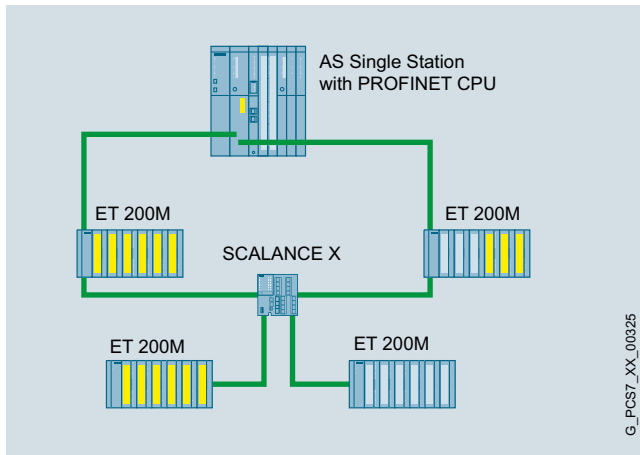 AS Single Station
with PROFINET CPU
ET 200M
ET 200M
SCALANCE X
ET 200M
ET 200M
G_PCS7_XX_00325